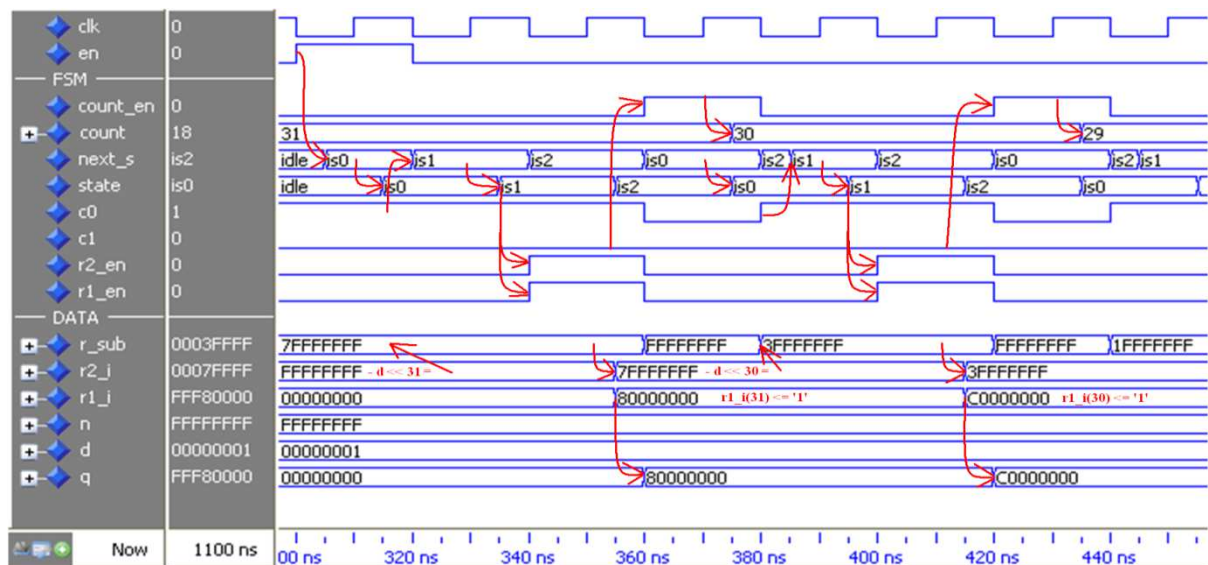 clk 0
en 0
FSM
count_en 0
count 18 31 30 29
next_s is2 idle is0 is1 is2 is0 is2 is1 is2 is0 is2 is1
state is0 idle is0 is1 is2 is0 is1 is2 is0
c0 1
c1 0
r2_en 0
r1_en 0
DATA
r_sub 0003FFFF 7FFFFFFF FFFFFFFF 3FFFFFFF FFFFFFFF 1FFFFFFF
r2_i 0007FFFF FFFFFFFF - d << 31 = 7FFFFFFF - d << 30 = 3FFFFFFF
r1_i FFF80000 00000000 80000000 r1_i(31) <= '1' C0000000 r1_i(30) <= '1'
n FFFFFFFF FFFFFFFF
d 00000001 00000001
q FFF80000 00000000 80000000 C0000000
Now 1100 ns 00 ns 320 ns 340 ns 360 ns 380 ns 400 ns 420 ns 440 ns